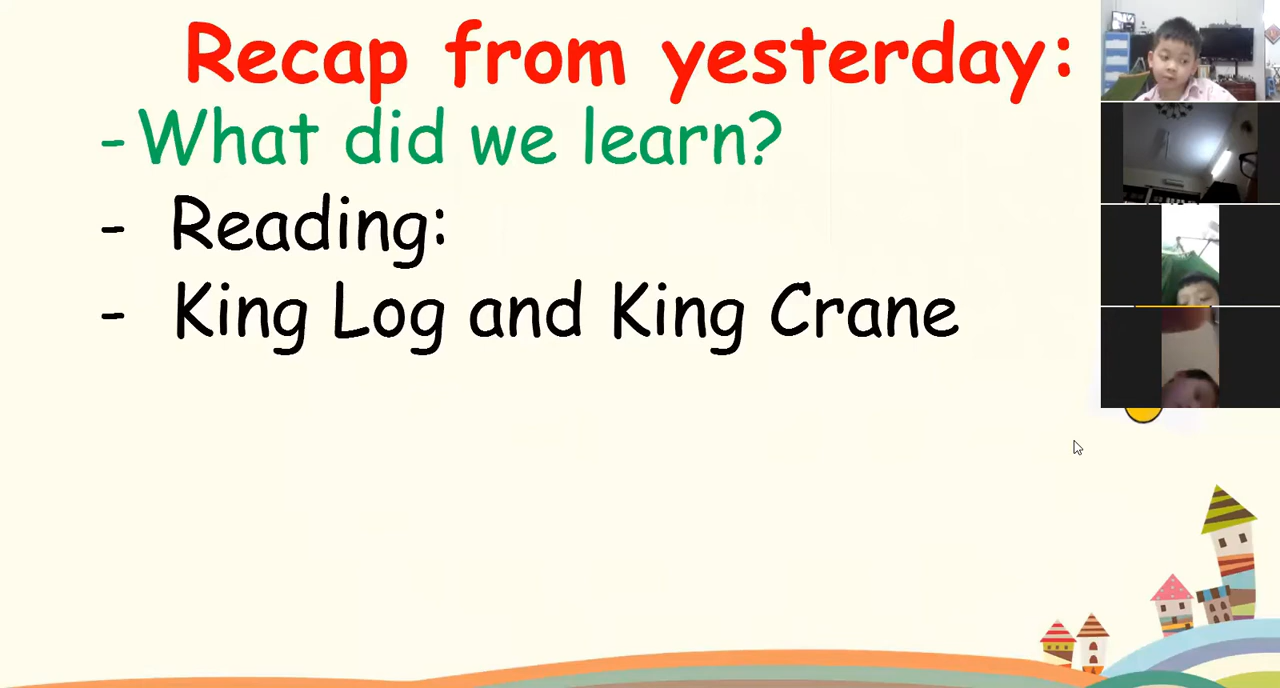 Recap from yesterday:
- What did we learn?
- Reading:
- King Log and King Crane